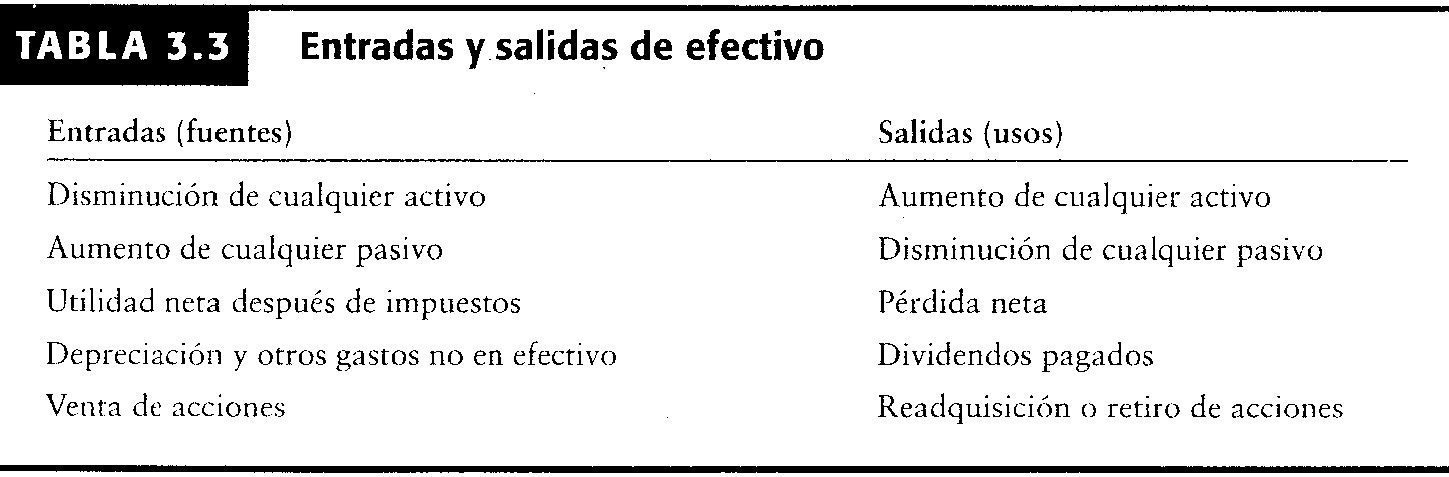 TABLA 3.3 Entradas y salidas de efectivo
Entradas (fuentes) Salidas (usos)
Disminución de cualquier activo Aumento de cualquier activo
Aumento de cualquier pasivo Disminución de cualquier pasivo
Utilidad neta después de impuestos Pérdida neta
Depreciación y otros gastos no en efectivo Dividendos pagados
Venta de acciones Readquisición o retiro de acciones